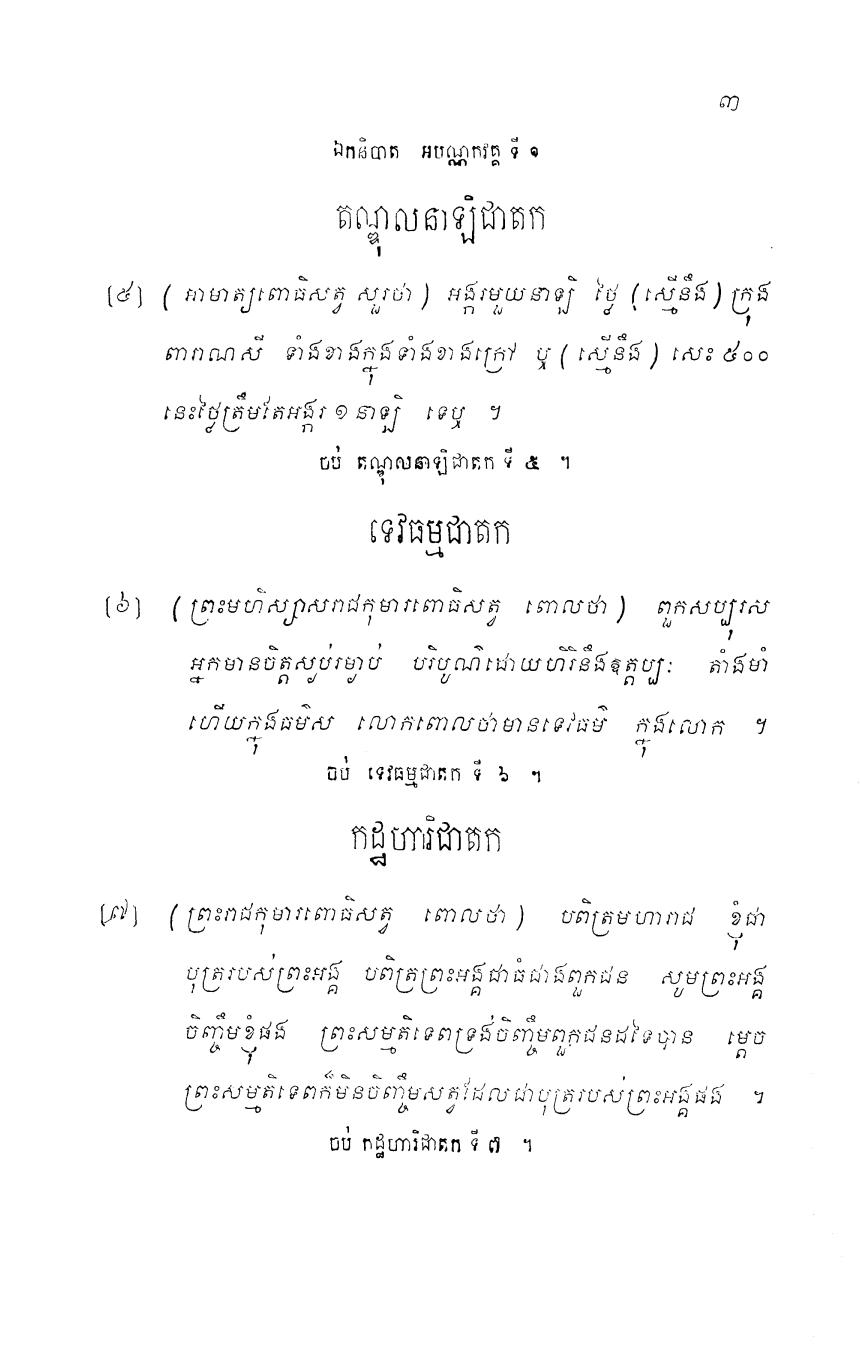 ៣
ឯកនិបាត អបណ្ណកវគ្គ ទី ១
តណ្ឌុលនាឡិជាតក
[៥] ( អាមាត្យពោធិសត្វ សួរថា ) អង្ករមួយនាឡិ ថ្លៃ (ស្មើនឹង) ក្រុង
ពារាណសី ទាំងខាងក្នុងទាំងខាងក្រៅ ឬ ( ស្មើនឹង ) សេះ ៥០០
នេះថ្លៃត្រឹមតែអង្ករ ១ នាឡិ ទេឬ ។
ចប់ តណ្ឌុលនាឡិជាតក ទី ៥ ។
ទេវធម្មជាតក
[៦] ( ព្រះមហិស្សាសរាជកុមារពោធិសត្វ ពោលថា ) ពួកសប្បុរស
អ្នកមានចិត្តស្ងប់រម្ងាប់ បរិបូណ៌ដោយហិរិនឹងឧត្តប្បៈ តាំងមាំ
ហើយក្នុងធម៌ស លោកពោលថាមានទេវធម៌ ក្នុងលោក ។
ចប់ ទេវធម្មជាតក ទី ៦ ។
កដ្ឋហារិជាតក
[៧] ( ព្រះរាជកុមារពោធិសត្វ ពោលថា ) បពិត្រមហារាជ ខ្ញុំជា
បុត្ររបស់ព្រះអង្គ បពិត្រព្រះអង្គជាធំជាងពួកជន សូមព្រះអង្គ
ចិញ្ចឹមខ្ញុំផង ព្រះសម្មតិទេពទ្រង់ចិញ្ចឹមពួកជនដទៃបាន ម្តេច
ព្រះសម្មតិទេពក៏មិនចិញ្ចឹមសត្វដែលជាបុត្ររបស់ព្រះអង្គផង ។
ចប់ កដ្ឋហារិជាតក ទី ៧ ។